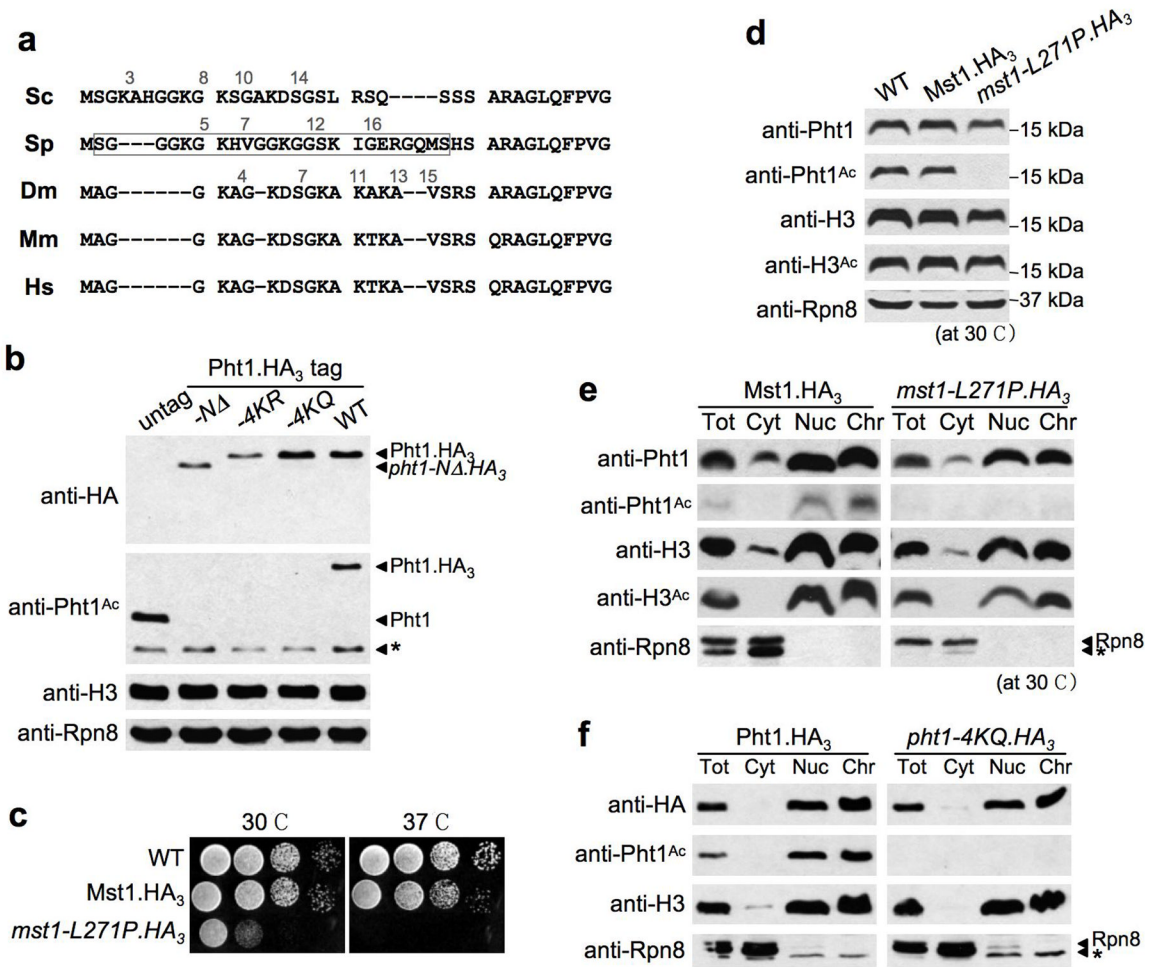 a
3 8 10 14
Sc MSGKAHGGKG KSGAKDSGSL RSQ----SSS ARAGLQFPVG
5 7 12 16
Sp MSG---GGKG KHVGGKGGSK IGERGQMSHS ARAGLQFPVG
4 7 11 13 15
Dm MAG------G KAG-KDSGKA KAKA--VSRS ARAGLQFPVG
Mm MAG------G KAG-KDSGKA KTKA--VSRS QRAGLQFPVG
Hs MAG------G KAG-KDSGKA KTKA--VSRS QRAGLQFPVG
b
Pht1.HA3 tag
untag -NΔ -4KR -4KQ WT
anti-HA
Pht1.HA3
pht1-NΔ.HA3
anti-Pht1Ac
Pht1.HA3
Pht1
*
anti-H3
anti-Rpn8
c
30 C 37 C
WT
Mst1.HA3
mst1-L271P.HA3
d
WT Mst1.HA3 mst1-L271P.HA3
anti-Pht1 15 kDa
anti-Pht1Ac 15 kDa
anti-H3 15 kDa
anti-H3Ac 15 kDa
anti-Rpn8 37 kDa
(at 30 C)
e
Mst1.HA3 mst1-L271P.HA3
Tot Cyt Nuc Chr Tot Cyt Nuc Chr
anti-Pht1
anti-Pht1Ac
anti-H3
anti-H3Ac
anti-Rpn8 Rpn8
*
(at 30 C)
f
Pht1.HA3 pht1-4KQ.HA3
Tot Cyt Nuc Chr Tot Cyt Nuc Chr
anti-HA
anti-Pht1Ac
anti-H3
anti-Rpn8 Rpn8
*